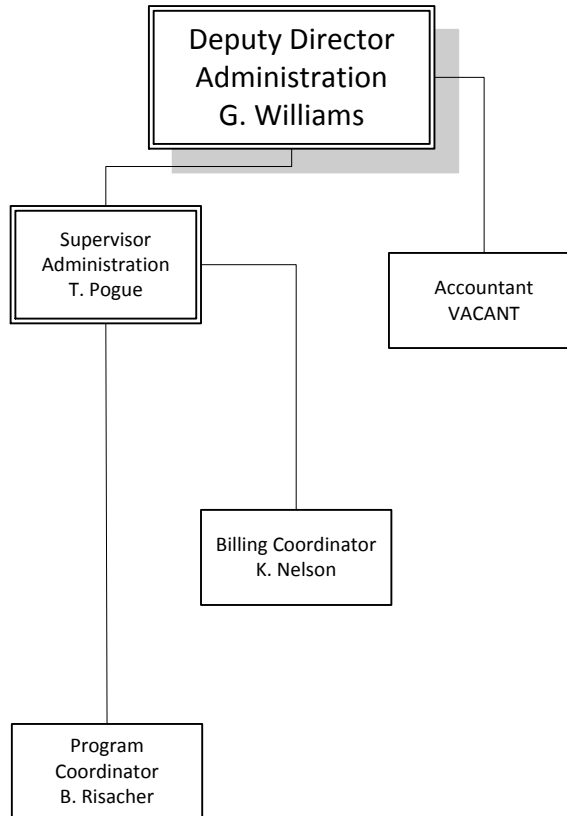 Deputy Director
Administration
G. Williams
Supervisor
Administration
T. Pogue
Accountant
VACANT
Billing Coordinator
K. Nelson
Program
Coordinator
B. Risacher